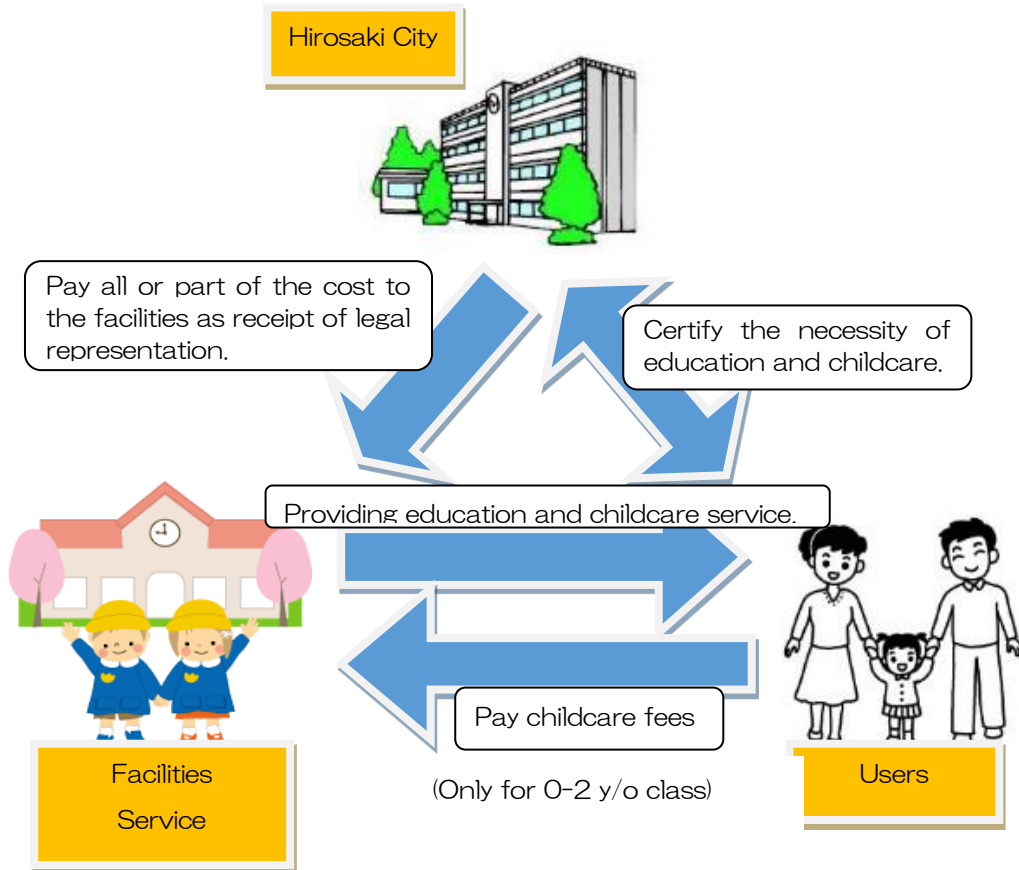 Hirosaki City
Pay all or part of the cost to
the facilities as receipt of legal
representation.
Certify the necessity of
education and childcare.
Providing education and childcare service.
Pay childcare fees
(Only for 0-2 y/o class)
Facilities
Service
Users